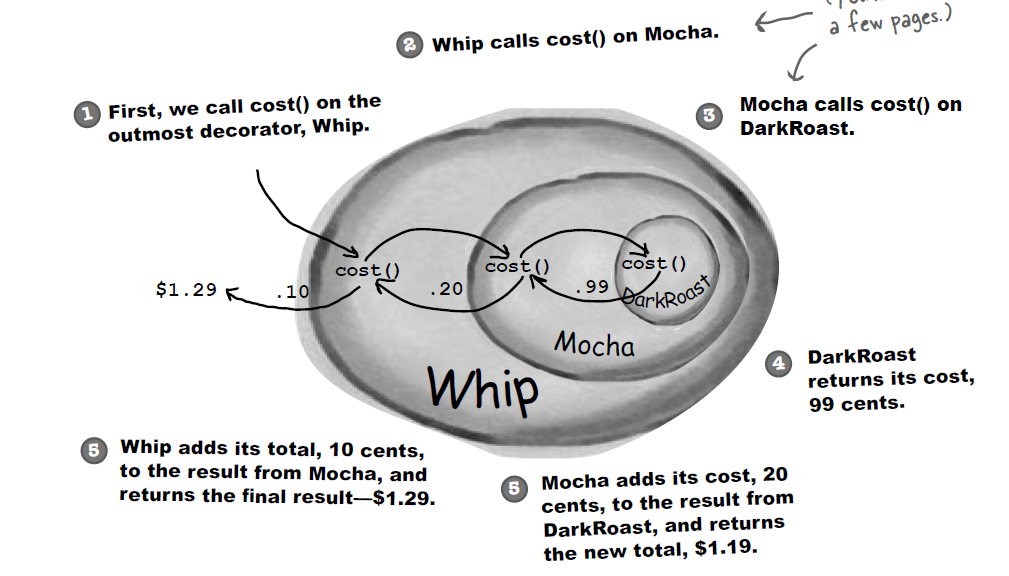 a few pages.)
2 Whip calls cost() on Mocha.
1 First, we call cost() on the
outmost decorator, Whip.
3 Mocha calls cost() on
DarkRoast.
cost()
cost()
cost()
$1.29
.10
.20
.99
DarkRoast
Mocha
Whip
4 DarkRoast
returns its cost,
99 cents.
5 Whip adds its total, 10 cents,
to the result from Mocha, and
returns the final result—$1.29.
5 Mocha adds its cost, 20
cents, to the result from
DarkRoast, and returns
the new total, $1.19.